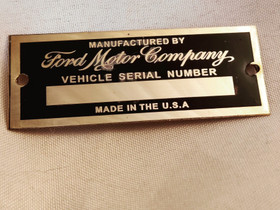 MANUFACTURED BY
Ford Motor Company
VEHICLE SERIAL NUMBER
MADE IN THE U.S.A